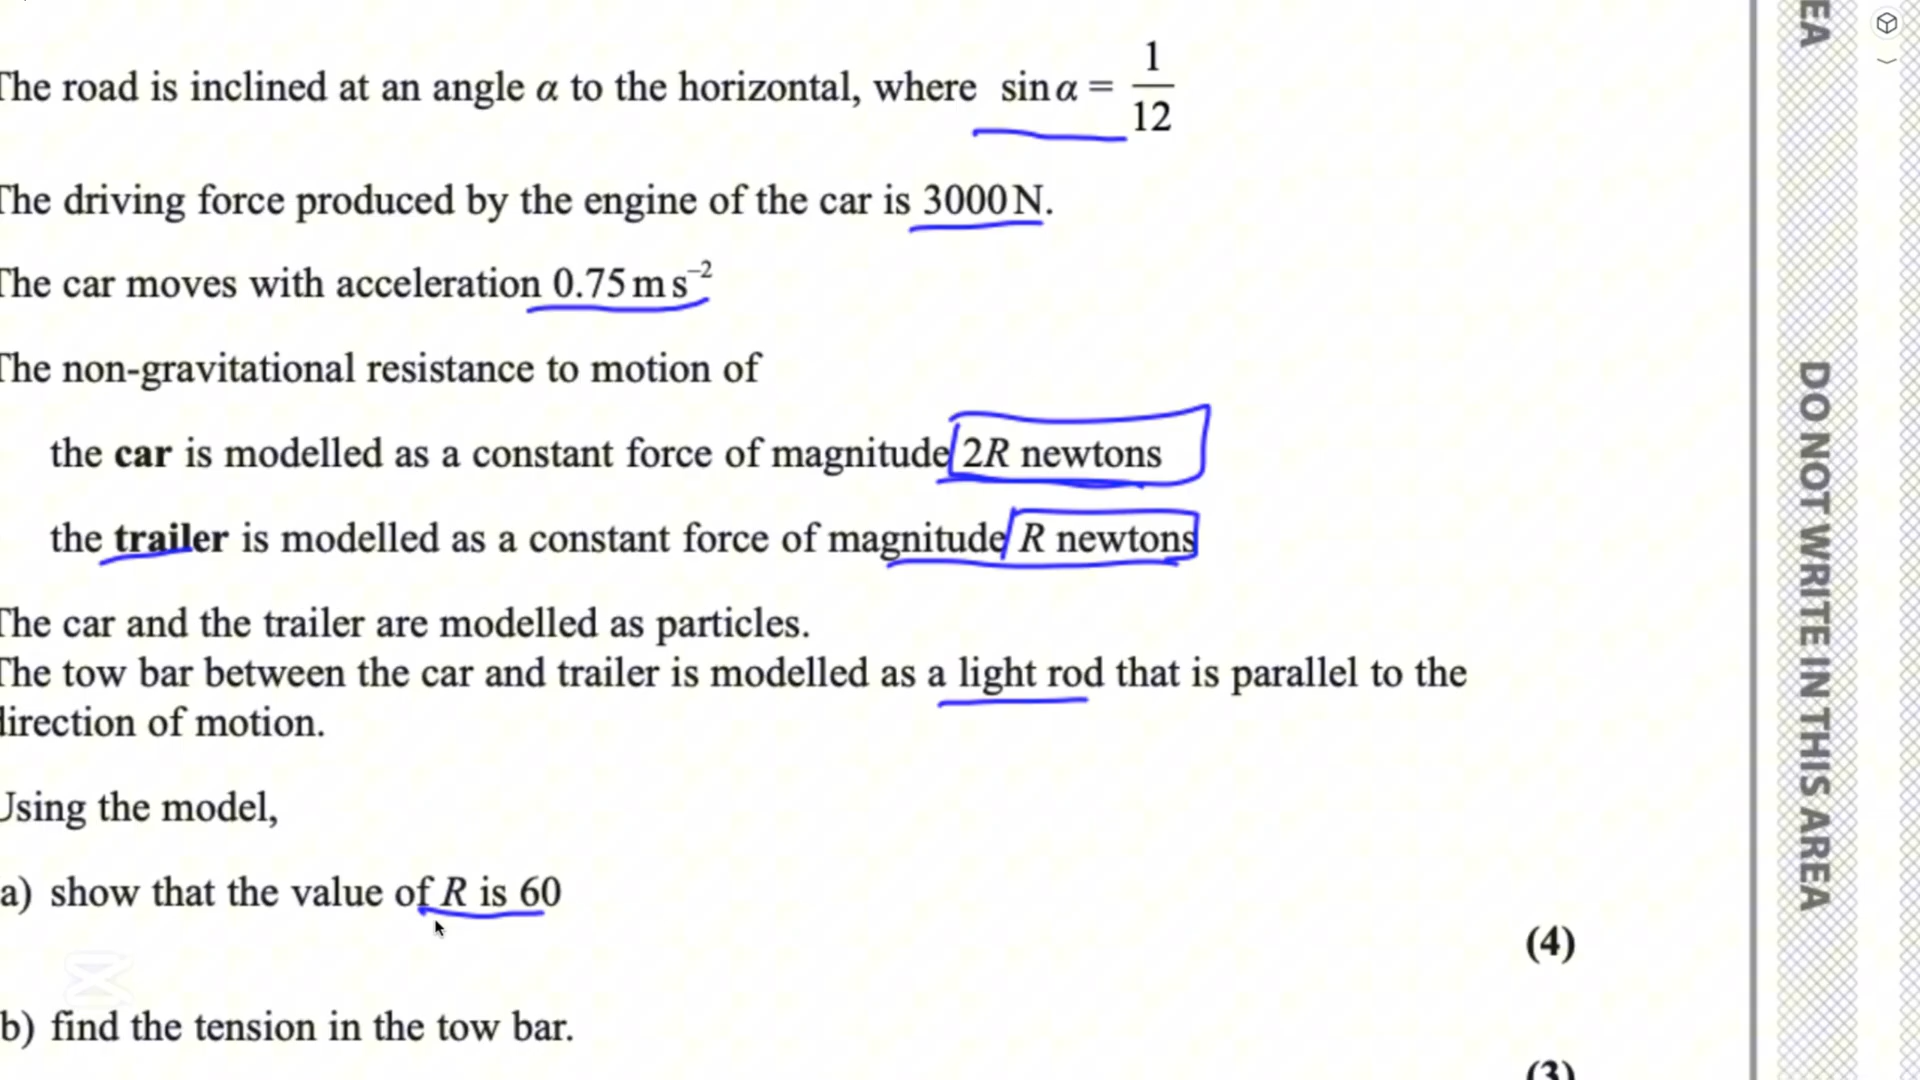 The road is inclined at an angle α to the horizontal, where sin α = 1/12
The driving force produced by the engine of the car is 3000 N.
The car moves with acceleration 0.75 m s⁻²
The non-gravitational resistance to motion of
the car is modelled as a constant force of magnitude 2R newtons
the trailer is modelled as a constant force of magnitude R newtons
The car and the trailer are modelled as particles.
The tow bar between the car and trailer is modelled as a light rod that is parallel to the
direction of motion.
Using the model,
a) show that the value of R is 60
(4)
b) find the tension in the tow bar.
(3)
EA
DO NOT WRITE IN THIS AREA